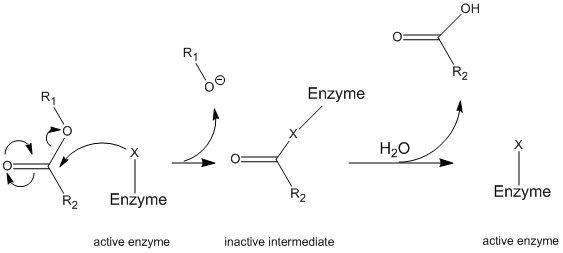 R1
O
O
R2
X
Enzyme
active enzyme
R1
O⊖
Enzyme
X
O
R2
inactive intermediate
H2O
O
OH
R2
X
Enzyme
active enzyme